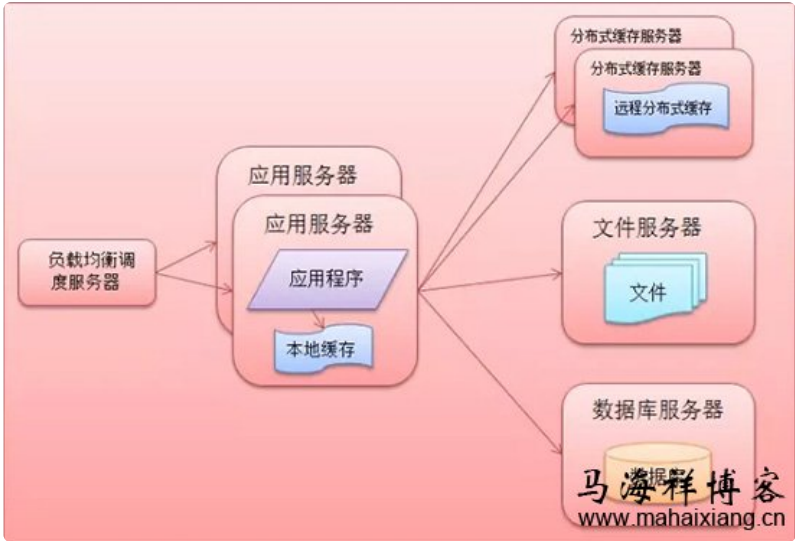 分布式缓存服务器
分布式缓存服务器
远程分布式缓存
应用服务器
应用服务器
应用程序
本地缓存
负载均衡调
度服务器
文件服务器
文件
数据库服务器
数据库
马海祥博客
www.mahaixiang.cn